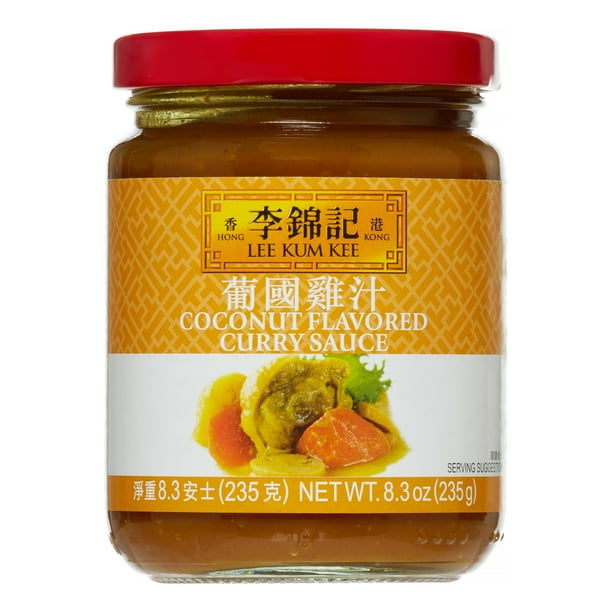 香 李錦記 港
HONG LEE KUM KEE KONG
葡國雞汁
COCONUT FLAVORED
CURRY SAUCE
SERVING SUGGESTION
淨重8.3安士(235克) NET WT. 8.3 oz (235g)